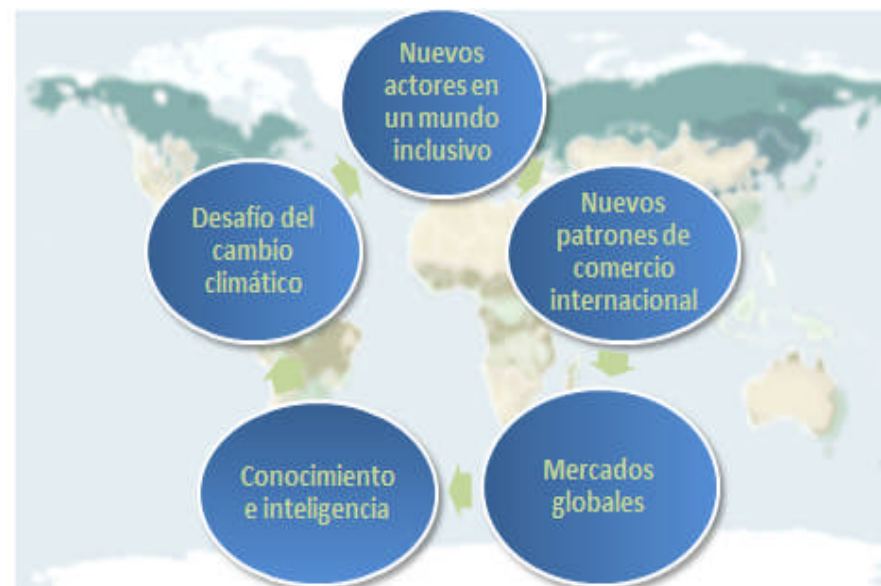 Nuevos
actores en
un mundo
inclusivo
Nuevos
patrones de
comercio
internacional
Mercados
globales
Conocimiento
e inteligencia
Desafío del
cambio
climático